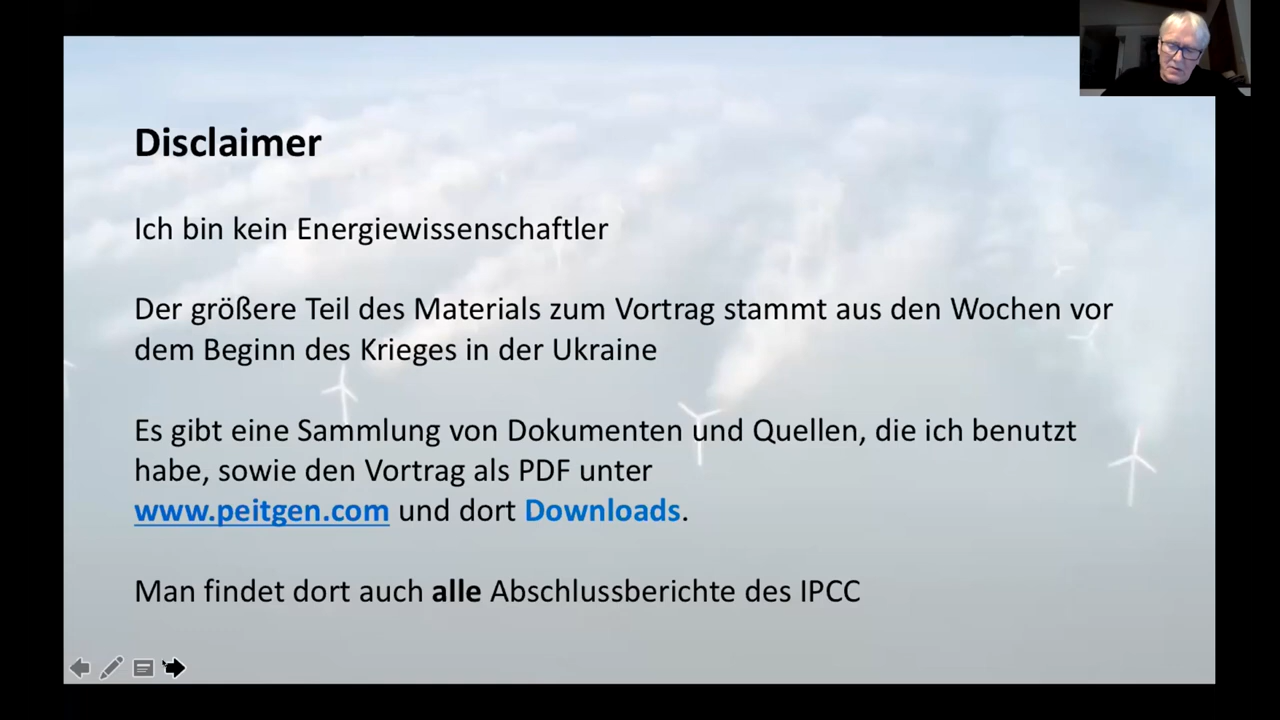 Disclaimer
Ich bin kein Energiewissenschaftler
Der größere Teil des Materials zum Vortrag stammt aus den Wochen vor
dem Beginn des Krieges in der Ukraine
Es gibt eine Sammlung von Dokumenten und Quellen, die ich benutzt
habe, sowie den Vortrag als PDF unter
www.peitgen.com und dort Downloads.
Man findet dort auch alle Abschlussberichte des IPCC